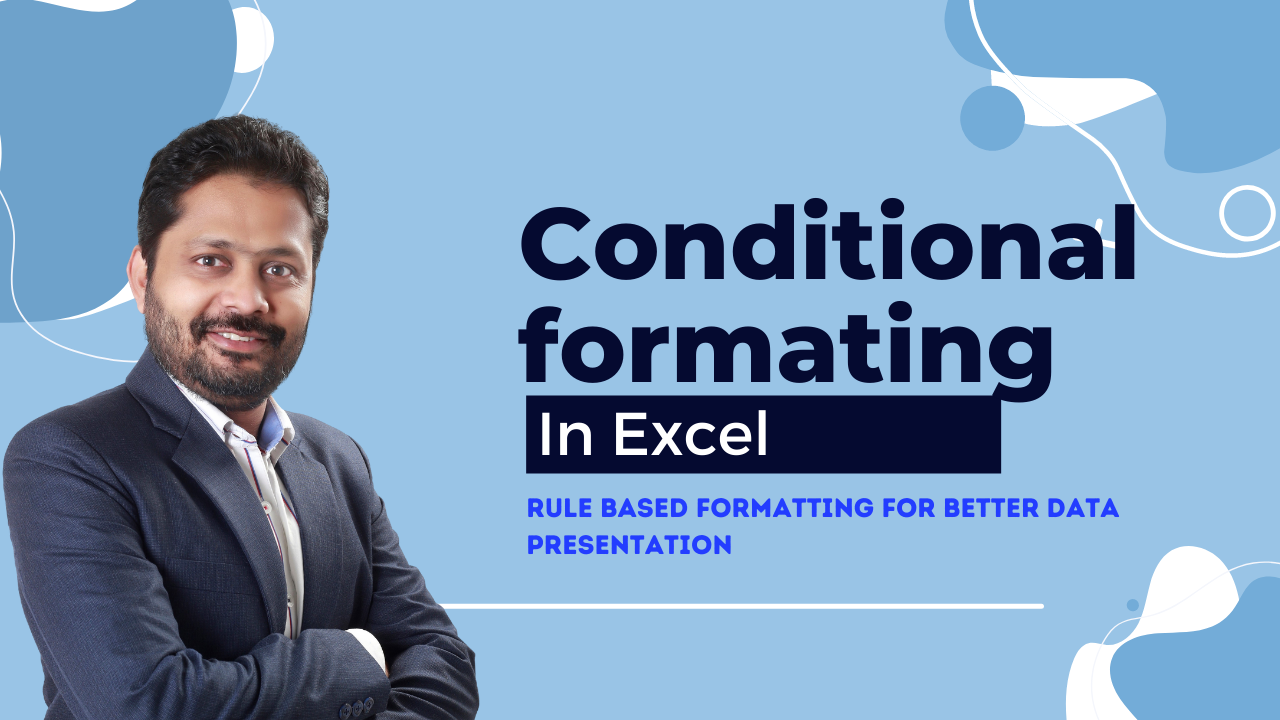 Conditional
formating
In Excel
RULE BASED FORMATTING FOR BETTER DATA
PRESENTATION